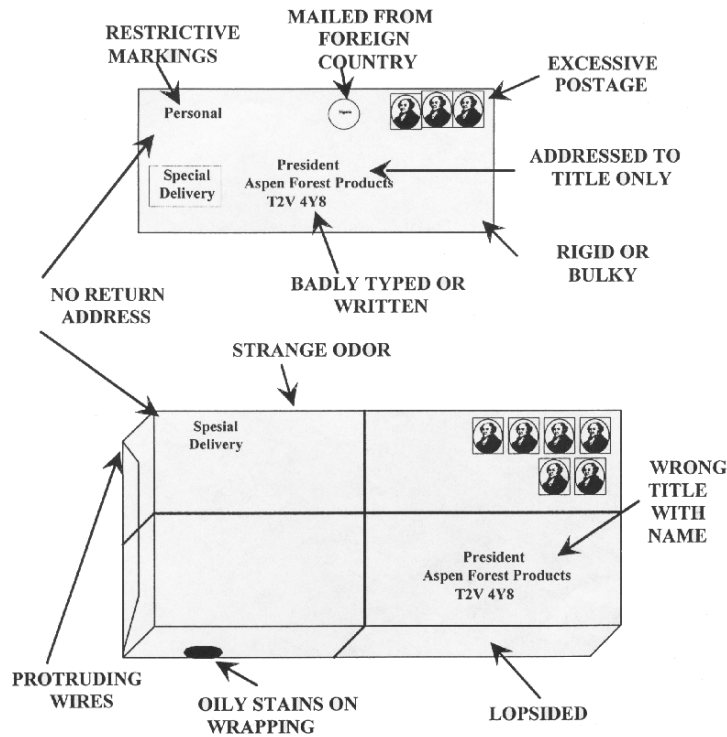 RESTRICTIVE
MARKINGS
MAILED FROM
FOREIGN
COUNTRY
EXCESSIVE
POSTAGE
Personal
Special
Delivery
President
Aspen Forest Products
T2V 4Y8
ADDRESSED TO
TITLE ONLY
RIGID OR
BULKY
BADLY TYPED OR
WRITTEN
NO RETURN
ADDRESS
STRANGE ODOR
Spesial
Delivery
WRONG
TITLE
WITH
NAME
President
Aspen Forest Products
T2V 4Y8
PROTRUDING
WIRES
OILY STAINS ON
WRAPPING
LOPSIDED